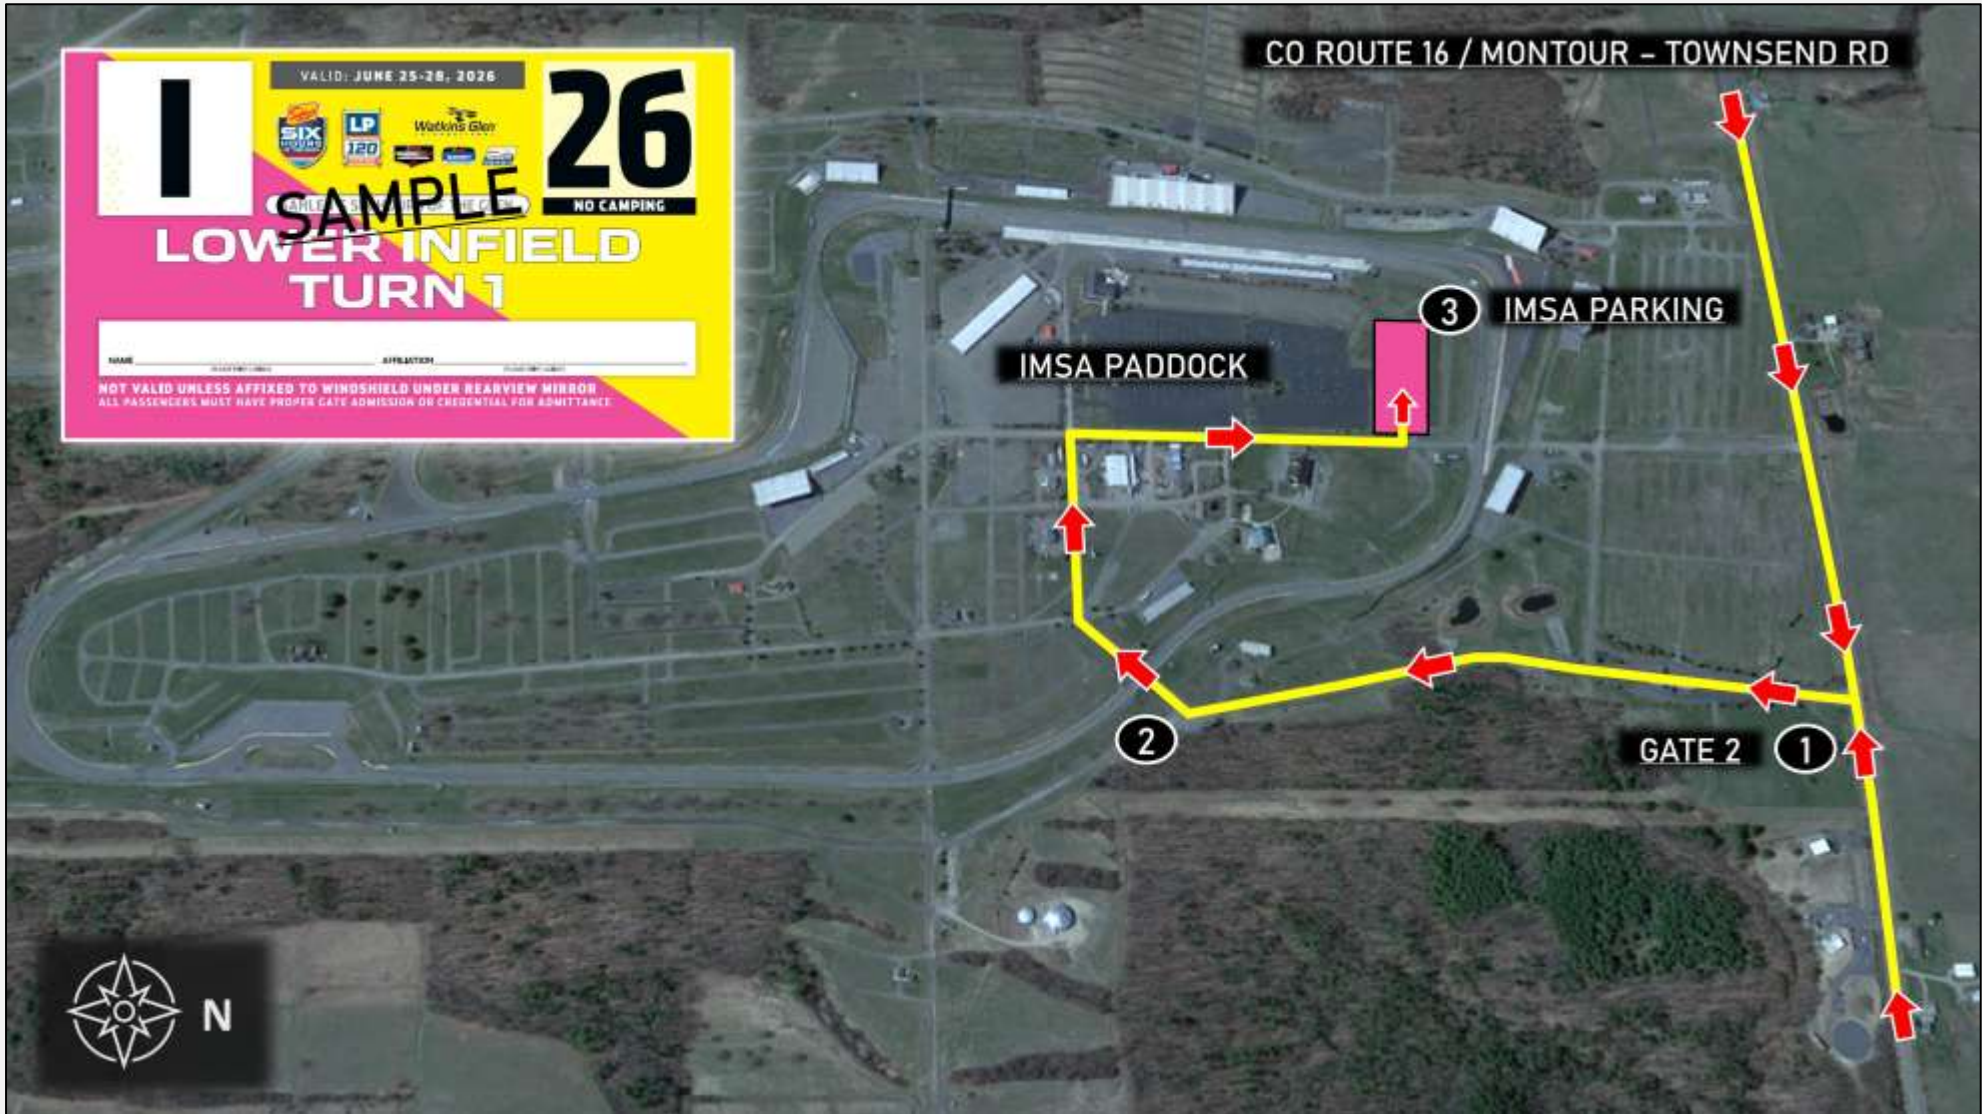 CO ROUTE 16 / MONTOUR – TOWNSEND RD
I
VALID: JUNE 25-28, 2026
SIX
HOURS
LP
120
Watkins Glen
26
NO CAMPING
SAMPLE
LOWER INFIELD
TURN 1
NAME
AFFILIATION
NOT VALID UNLESS AFFIXED TO WINDSHIELD UNDER REARVIEW MIRROR
ALL PASSENGERS MUST HAVE PROPER GATE ADMISSION OR CREDENTIAL FOR ADMITTANCE
3 IMSA PARKING
IMSA PADDOCK
2
GATE 2 1
N